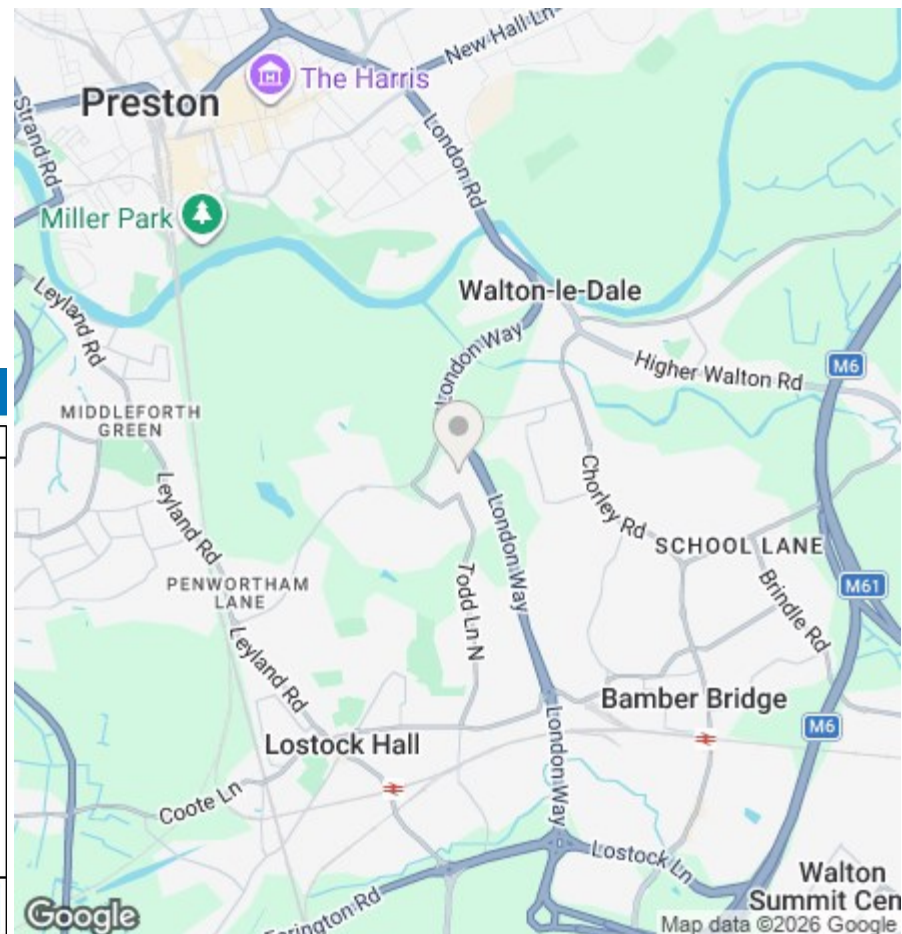 New Hall Ln
The Harris
Preston
Strand Rd
London Rd
Miller Park
Walton-le-Dale
Leyland Rd
London Way
Higher Walton Rd
M6
MIDDLEFORTH
GREEN
Leyland Rd
London Way
Chorley Rd
SCHOOL LANE
PENWORTHAM
LANE
Todd Ln N
M61
Brindle Rd
Leyland Rd
Bamber Bridge
M6
Lostock Hall
London Way
Coote Ln
Lostock Ln
Walton
Summit Cen
Farington Rd
Google
Map data ©2026 Google